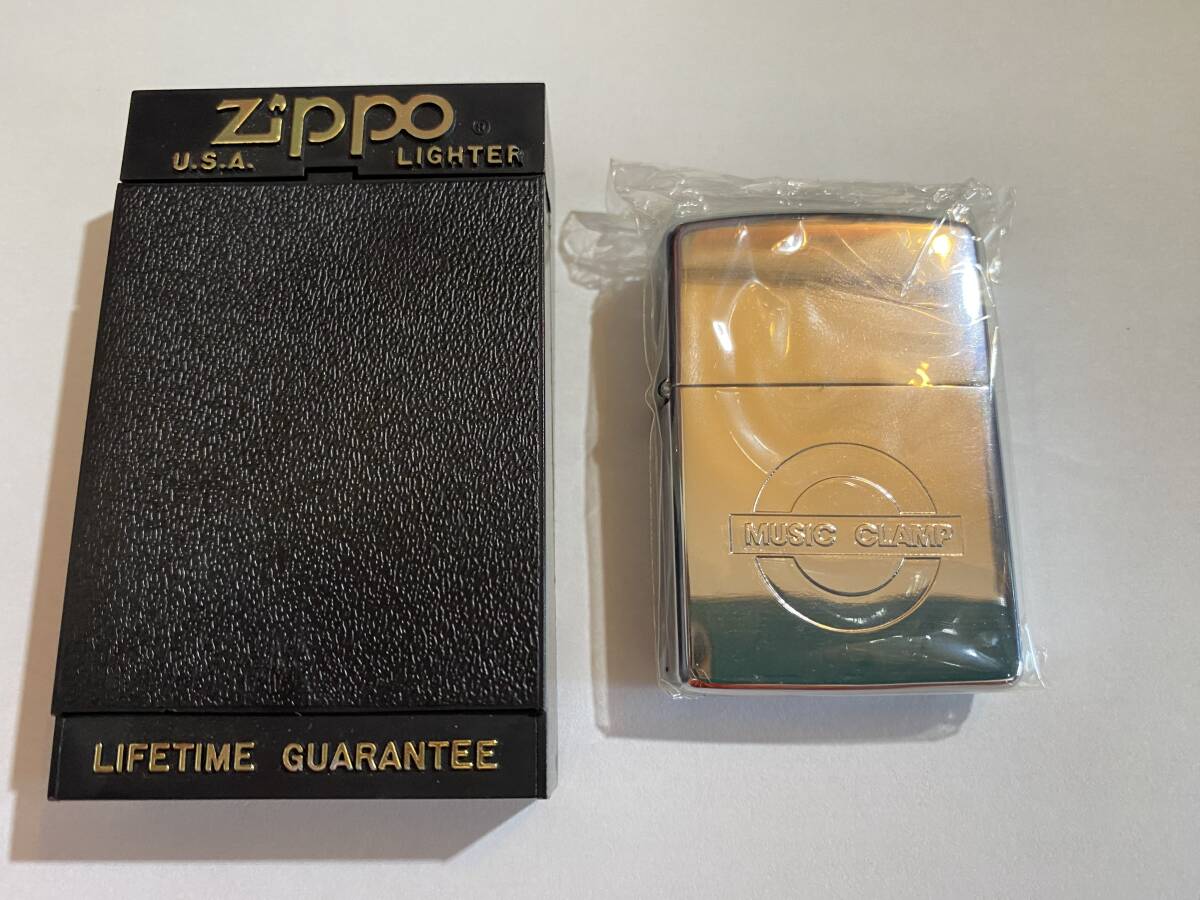 Zippo ®
U.S.A. LIGHTER
LIFETIME GUARANTEE
MUSIC CLAMP